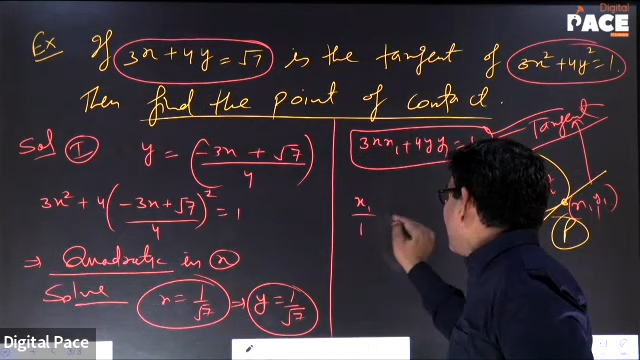 Digital
PACE
Ex If 3x + 4y = √7 is the tangent of 3x² + 4y² = 1.
Then find the point of contact.
Sol I y = (-3x + √7)/4
3x² + 4((-3x + √7)/4)² = 1
⇒ Quadratic in x
Solve x = 1/√7 ⇒ y = 1/√7
3xx₁ + 4yy₁ = 1
Tangent
x₁/1
(x₁, y₁)
P
Digital Pace